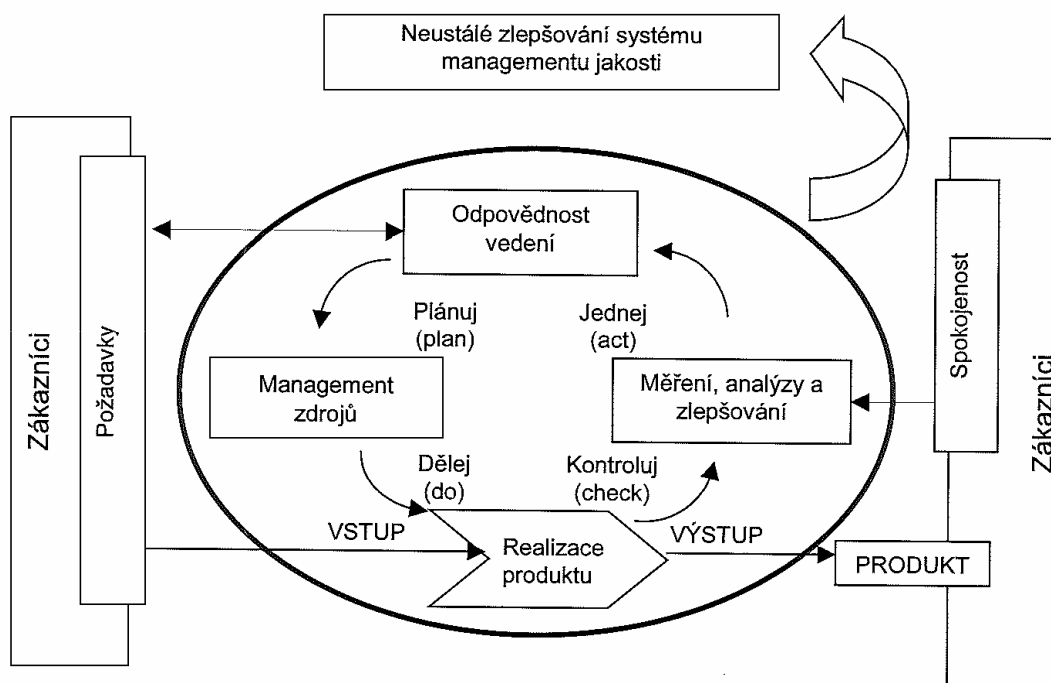 Neustálé zlepšování systému
managementu jakosti
Zákazníci
Požadavky
Odpovědnost
vedení
Plánuj
(plan)
Jednej
(act)
Management
zdrojů
Měření, analýzy a
zlepšování
Dělej
(do)
Kontroluj
(check)
VSTUP
Realizace
produktu
VÝSTUP
PRODUKT
Spokojenost
Zákazníci